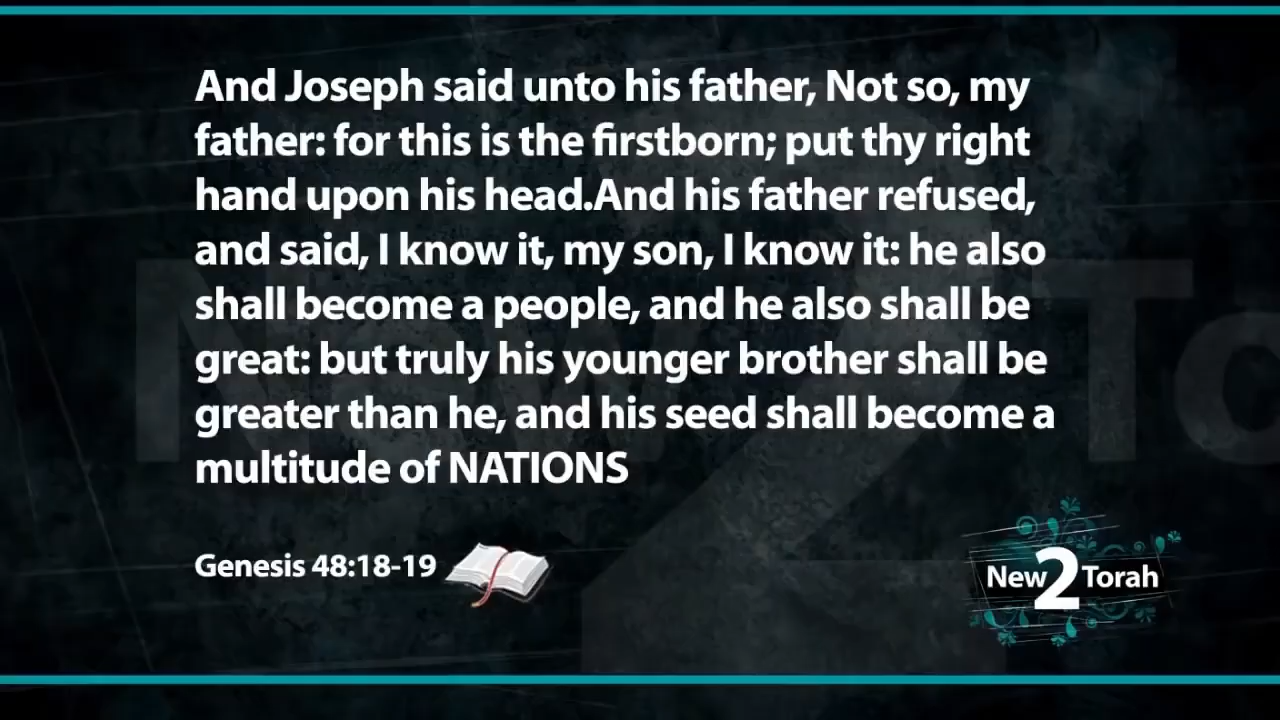 And Joseph said unto his father, Not so, my
father: for this is the firstborn; put thy right
hand upon his head.And his father refused,
and said, I know it, my son, I know it: he also
shall become a people, and he also shall be
great: but truly his younger brother shall be
greater than he, and his seed shall become a
multitude of NATIONS
Genesis 48:18-19
New2Torah